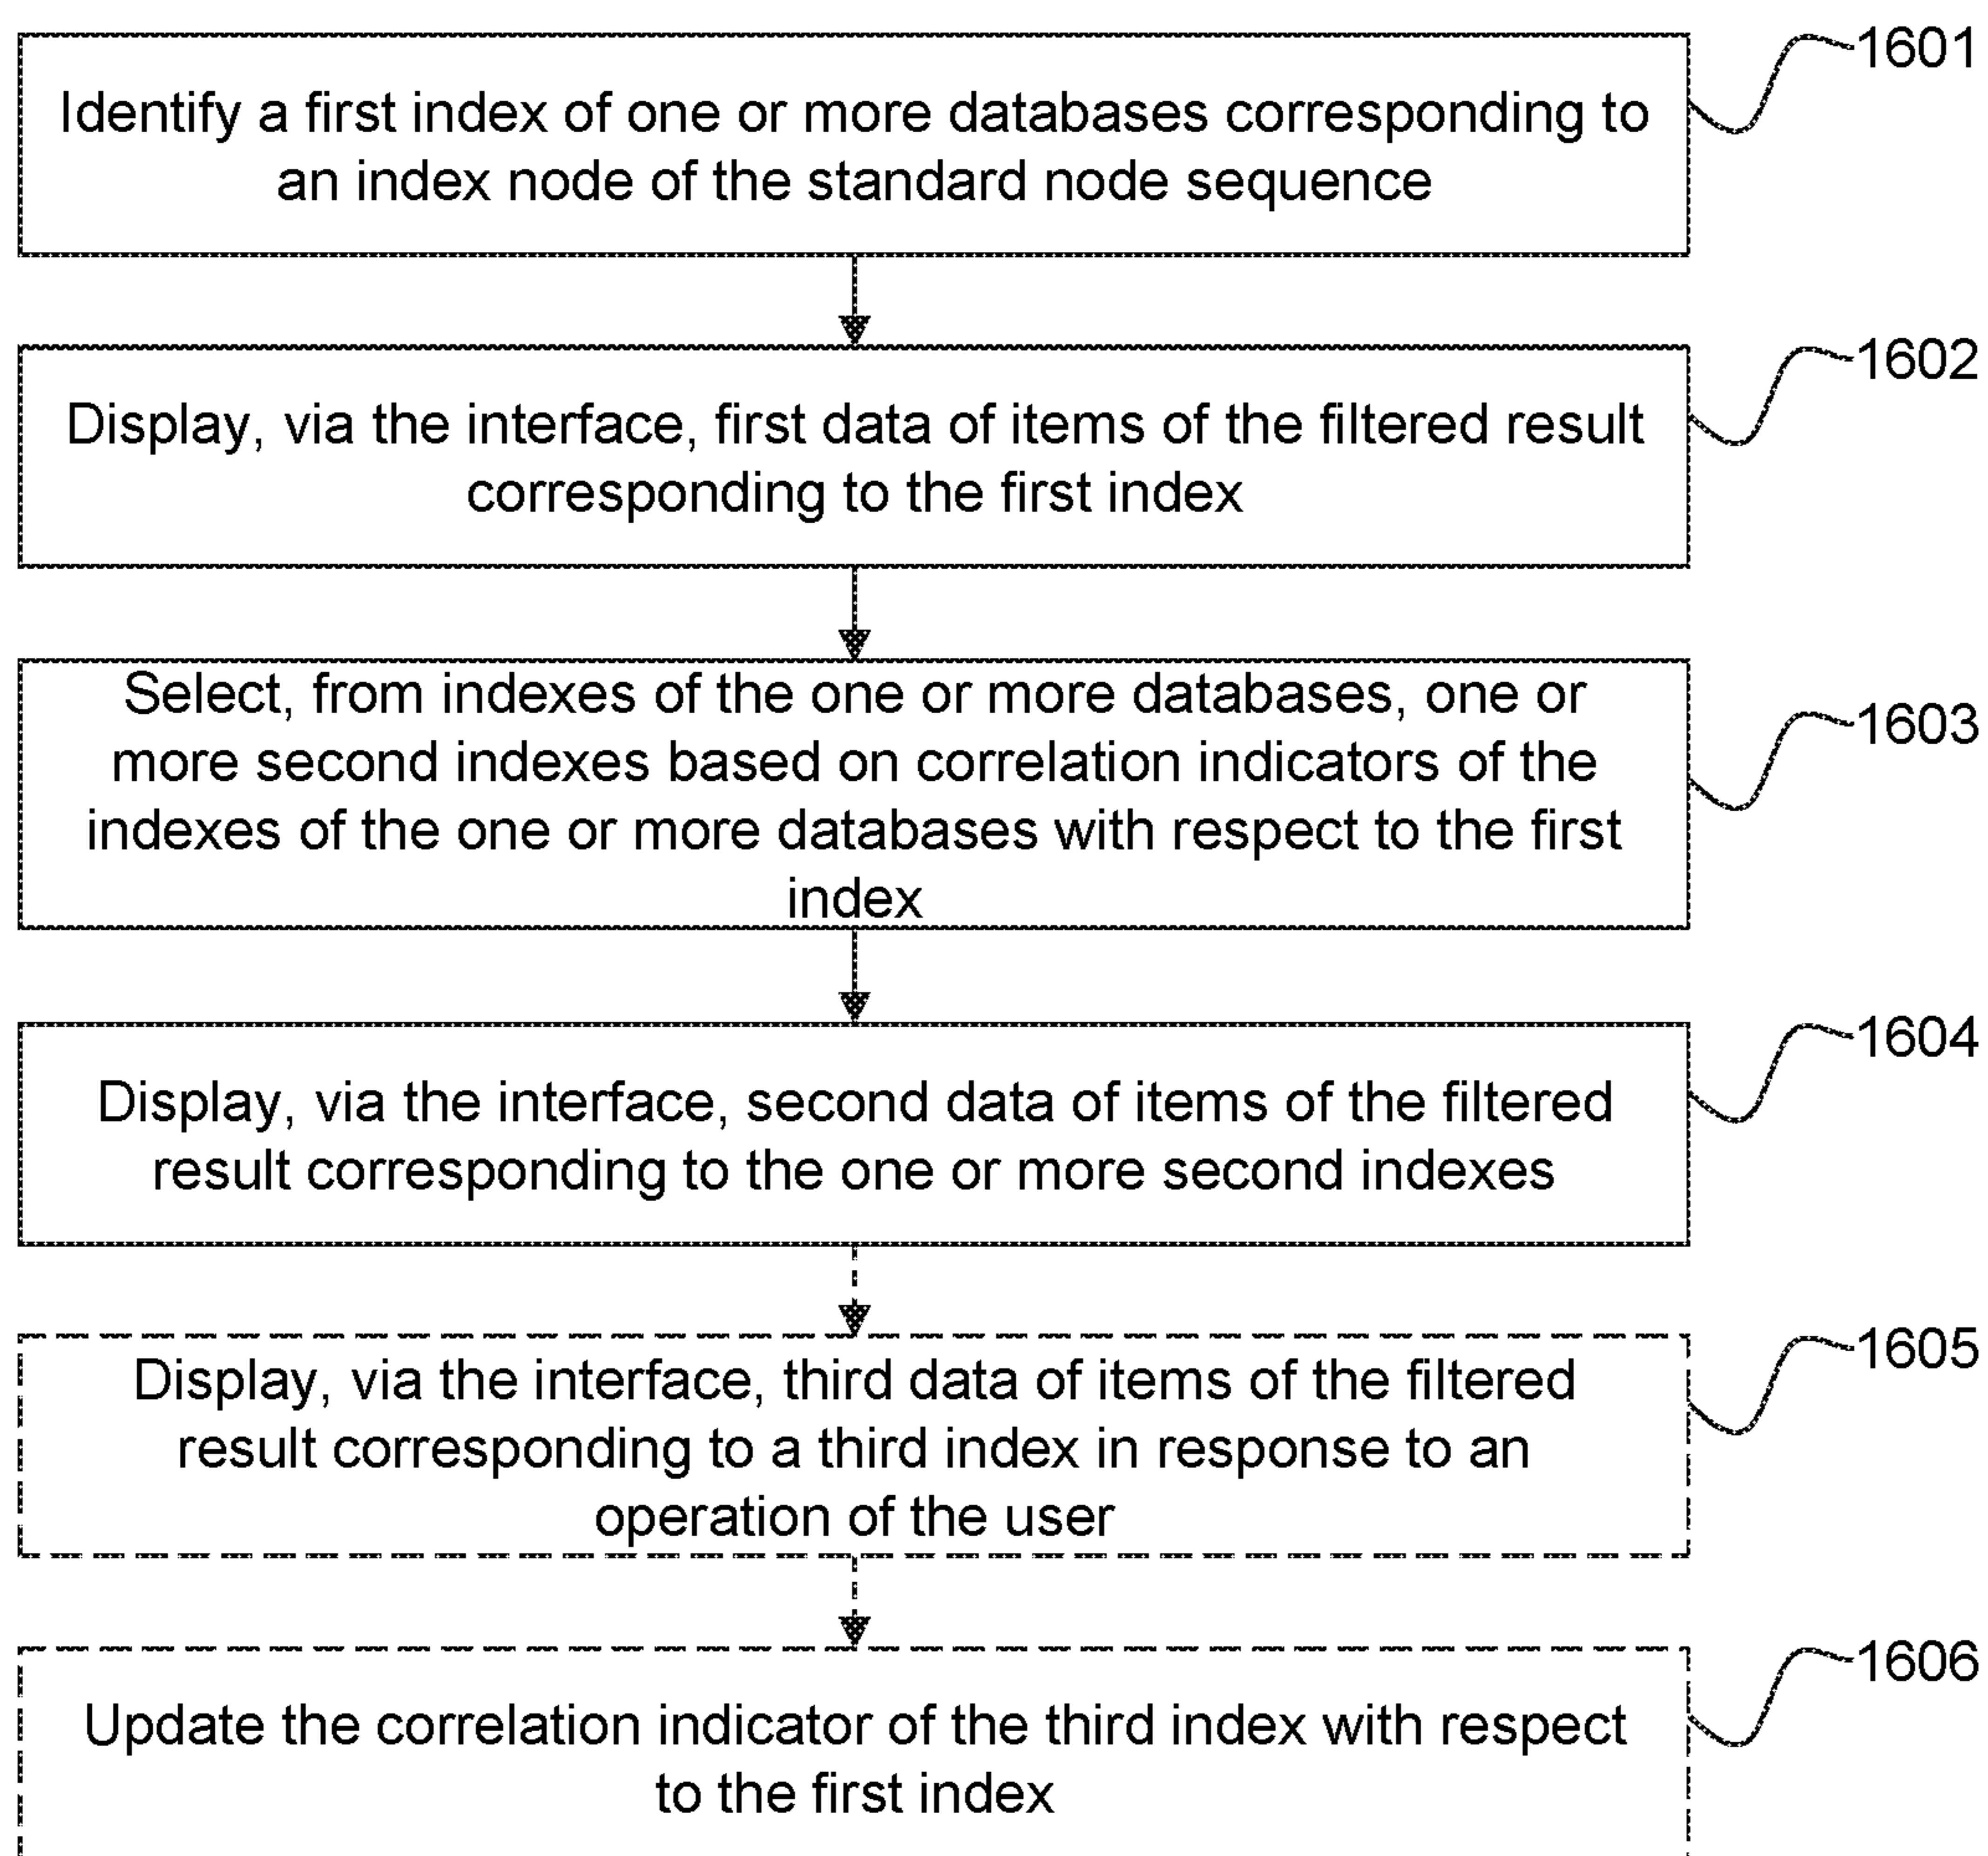 1601
Identify a first index of one or more databases corresponding to
an index node of the standard node sequence
1602
Display, via the interface, first data of items of the filtered result
corresponding to the first index
1603
Select, from indexes of the one or more databases, one or
more second indexes based on correlation indicators of the
indexes of the one or more databases with respect to the first
index
1604
Display, via the interface, second data of items of the filtered
result corresponding to the one or more second indexes
1605
Display, via the interface, third data of items of the filtered
result corresponding to a third index in response to an
operation of the user
1606
Update the correlation indicator of the third index with respect
to the first index